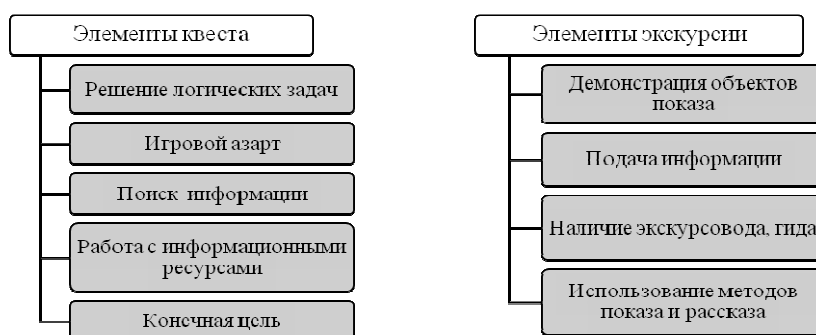 Элементы квеста
Решение логических задач
Игровой азарт
Поиск информации
Работа с информационными
ресурсами
Конечная цель
Элементы экскурсии
Демонстрация объектов
показа
Подача информации
Наличие экскурсовода, гида
Использование методов
показа и рассказа